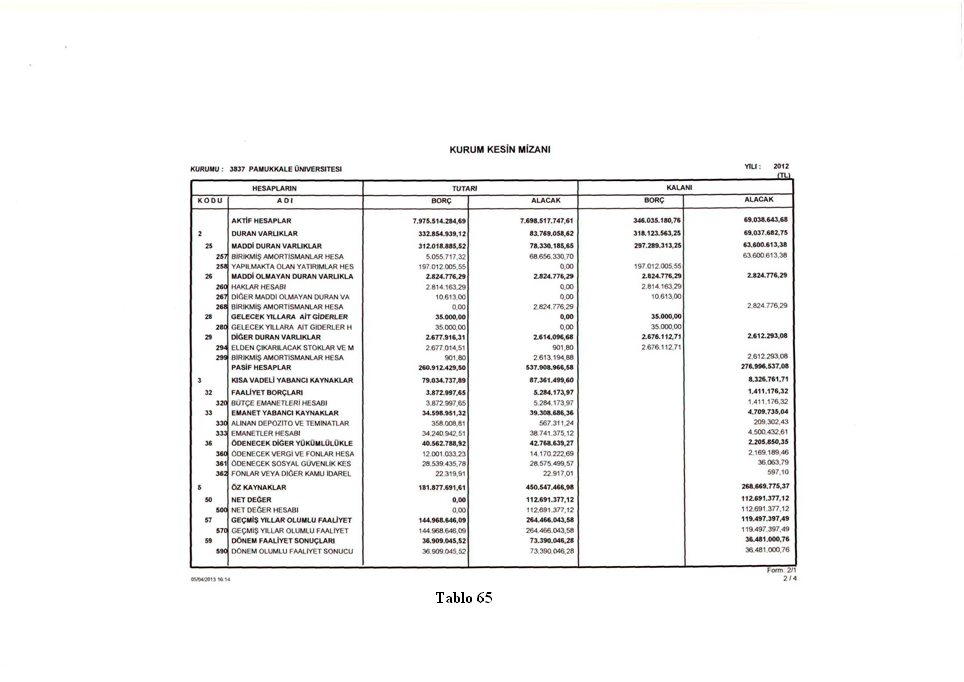 KURUM KESİN MİZANI
KURUMU : 3837 PAMUKKALE ÜNİVERSITESI YILI : 2012
(TL)
HESAPLARIN TUTARI KALANI
KODU ADI BORÇ ALACAK BORÇ ALACAK
AKTİF HESAPLAR 7.975.514.284,69 7.698.517.747,61 346.035.180,76 69.038.643,68
2 DURAN VARLIKLAR 332.854.939,12 83.769.058,62 318.123.563,25 69.037.682,75
25 MADDİ DURAN VARLIKLAR 312.018.885,52 78.330.185,65 297.289.313,25 63.600.613,38
257 BİRİKMİŞ AMORTİSMANLAR HESA 5.055.717,32 68.656.330,70 63.600.613,38
258 YAPILMAKTA OLAN YATIRIMLAR HES 197.012.005,55 0,00 197.012.005,55
26 MADDİ OLMAYAN DURAN VARLIKLA 2.824.776,29 2.824.776,29 2.824.776,29 2.824.776,29
260 HAKLAR HESABI 2.814.163,29 0,00 2.814.163,29
267 DİĞER MADDİ OLMAYAN DURAN VA 10.613,00 0,00 10.613,00
268 BİRİKMİŞ AMORTİSMANLAR HESA 0,00 2.824.776,29 2.824.776,29
28 GELECEK YILLARA AİT GİDERLER 35.000,00 0,00 35.000,00
280 GELECEK YILLARA AİT GİDERLER H 35.000,00 0,00 35.000,00
29 DİĞER DURAN VARLIKLAR 2.677.916,31 2.614.096,68 2.676.112,71 2.612.293,08
294 ELDEN ÇIKARILACAK STOKLAR VE M 2.677.014,51 901,80 2.676.112,71
299 BİRİKMİŞ AMORTİSMANLAR HESA 901,80 2.613.194,88 2.612.293,08
PASİF HESAPLAR 260.912.429,50 537.908.966,58 276.996.537,08
3 KISA VADELİ YABANCI KAYNAKLAR 79.034.737,89 87.361.499,60 8.326.761,71
32 FAALİYET BORÇLARI 3.872.997,65 5.284.173,97 1.411.176,32
320 BÜTÇE EMANETLERİ HESABI 3.872.997,65 5.284.173,97 1.411.176,32
33 EMANET YABANCI KAYNAKLAR 34.598.951,32 39.308.686,36 4.709.735,04
330 ALINAN DEPOZİTO VE TEMİNATLAR 358.008,81 567.311,24 209.302,43
333 EMANETLER HESABI 34.240.942,51 38.741.375,12 4.500.432,61
36 ÖDENECEK DİĞER YÜKÜMLÜLÜKLE 40.562.788,92 42.768.639,27 2.205.850,35
360 ÖDENECEK VERGİ VE FONLAR HESA 12.001.033,23 14.170.222,69 2.169.189,46
361 ÖDENECEK SOSYAL GÜVENLİK KES 28.539.435,78 28.575.499,57 36.063,79
362 FONLAR VEYA DİĞER KAMU İDAREL 22.319,91 22.917,01 597,10
5 ÖZ KAYNAKLAR 181.877.691,61 450.547.466,98 268.669.775,37
50 NET DEĞER 0,00 112.691.377,12 112.691.377,12
500 NET DEĞER HESABI 0,00 112.691.377,12 112.691.377,12
57 GEÇMİŞ YILLAR OLUMLU FAALİYET 144.968.646,09 264.466.043,58 119.497.397,49
570 GEÇMİŞ YILLAR OLUMLU FAALİYET 144.968.646,09 264.466.043,58 119.497.397,49
59 DÖNEM FAALİYET SONUÇLARI 36.909.045,52 73.390.046,28 36.481.000,76
590 DÖNEM OLUMLU FAALİYET SONUCU 36.909.045,52 73.390.046,28 36.481.000,76
Form: 2/1
05/04/2013 16:14 2 / 4
Tablo 65